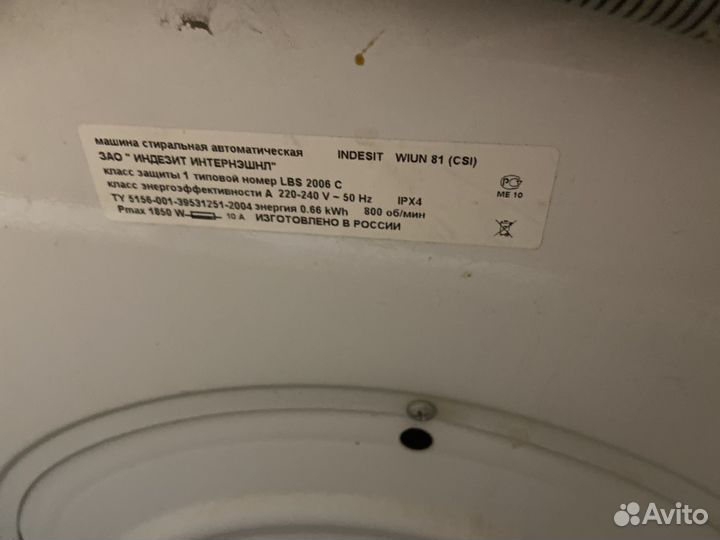 машина стиральная автоматическая INDESIT WIUN 81 (CSI)
ЗАО " ИНДЕЗИТ ИНТЕРНЭШНЛ"
класс защиты 1 типовой номер LBS 2006 C
класс энергоэффективности А 220-240 V ~ 50 Hz IPX4
ТУ 5156-001-39531251-2004 энергия 0.66 kWh 800 об/мин
Pmax 1850 W 10 A ИЗГОТОВЛЕНО В РОССИИ
РСТ
МЕ 10
Avito